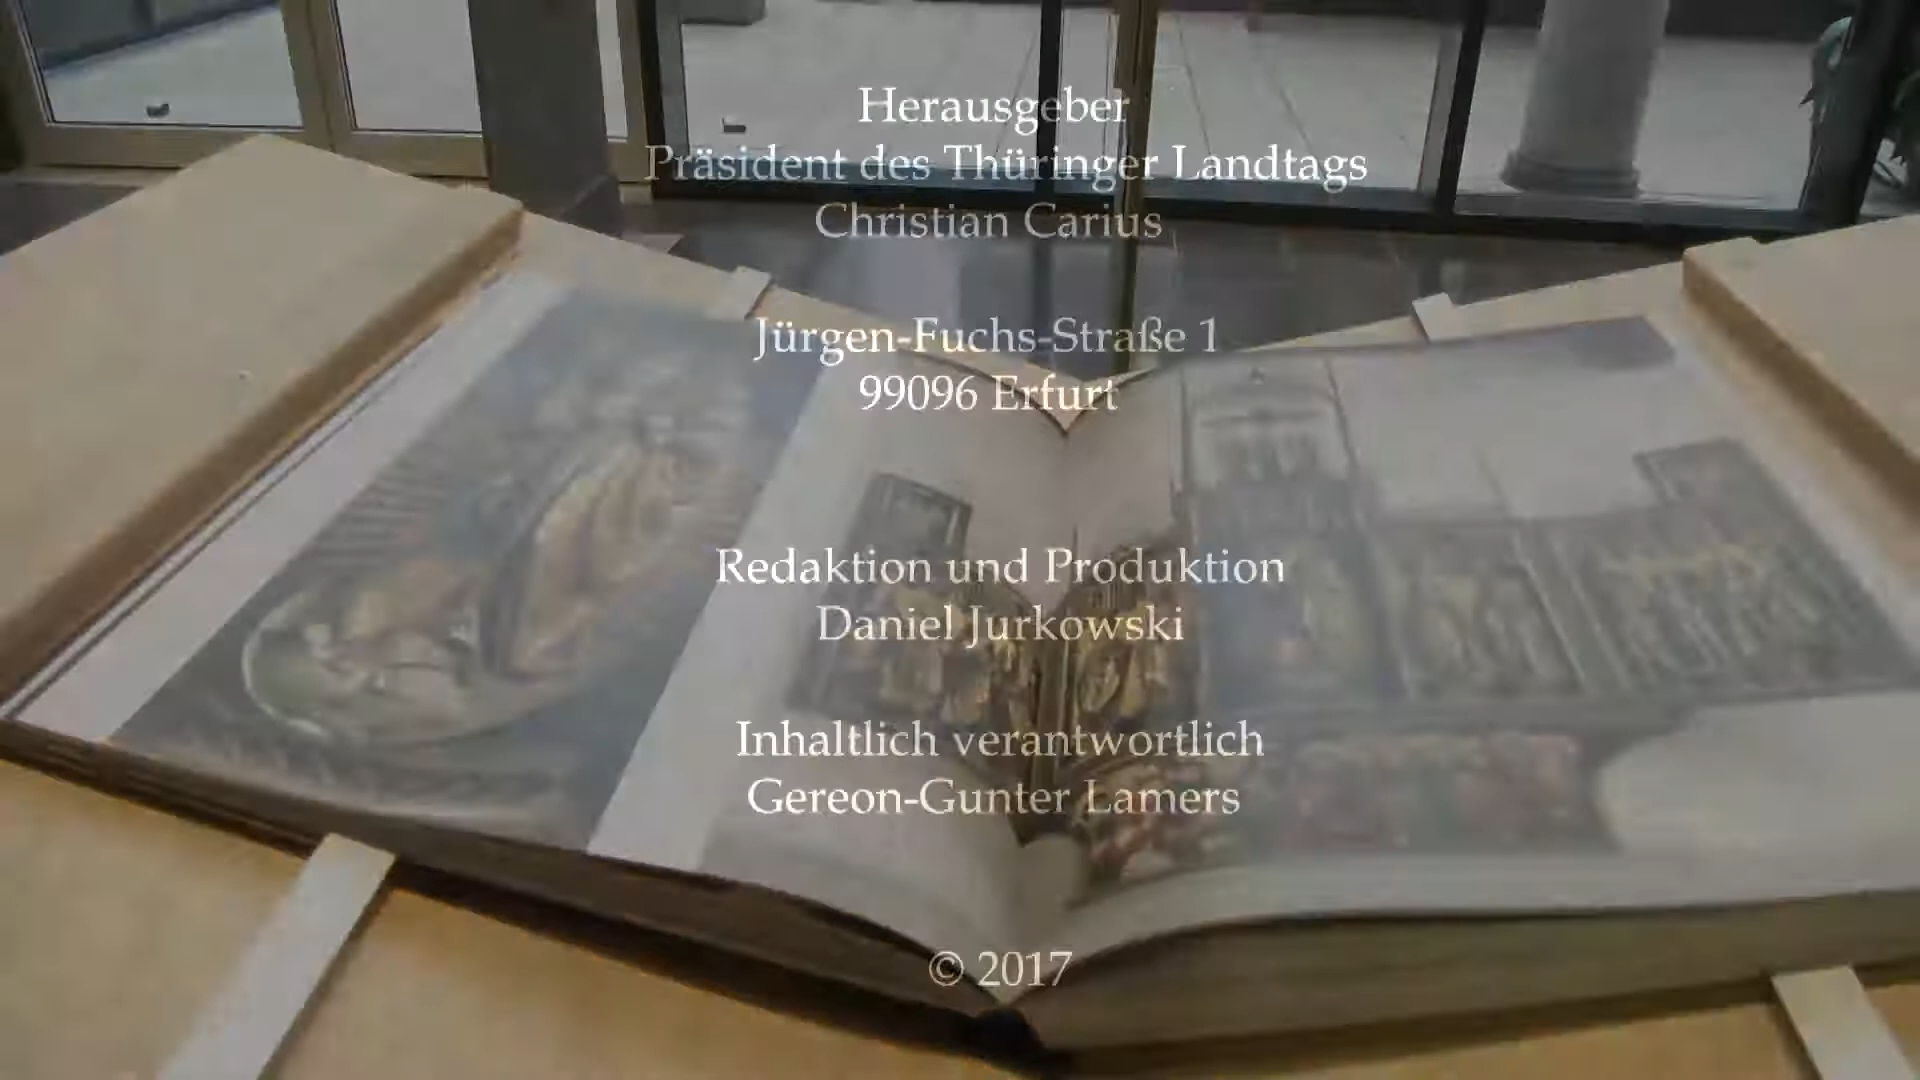 Herausgeber
Präsident des Thüringer Landtags
Christian Carius
Jürgen-Fuchs-Straße 1
99096 Erfurt
Redaktion und Produktion
Daniel Jurkowski
Inhaltlich verantwortlich
Gereon-Gunter Lamers
© 2017